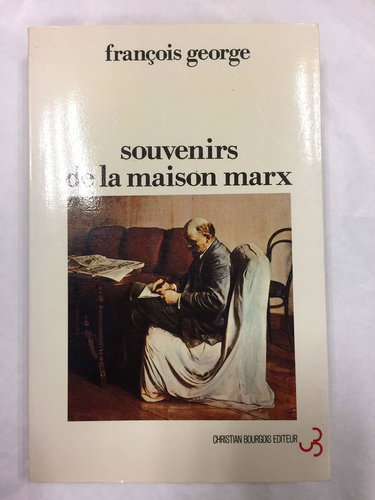 françois george
souvenirs
de la maison marx
CHRISTIAN BOURGOIS EDITEUR